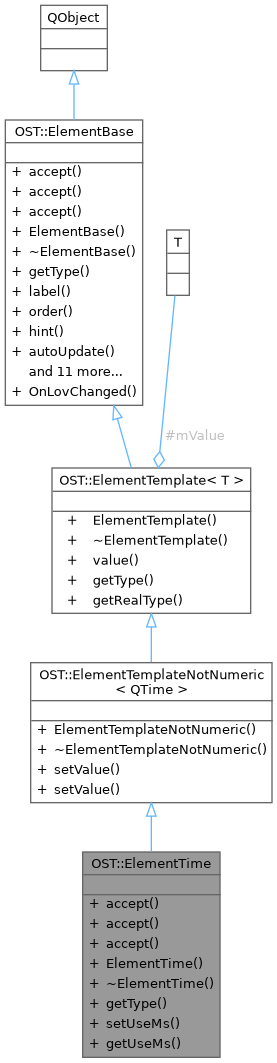 QObject
OST::ElementBase
+ accept()
+ accept()
+ accept()
+ ElementBase()
+ ~ElementBase()
+ getType()
+ label()
+ order()
+ hint()
+ autoUpdate()
and 11 more...
+ OnLovChanged()
T
#mValue
OST::ElementTemplate< T >
+ ElementTemplate()
+ ~ElementTemplate()
+ value()
+ getType()
+ getRealType()
OST::ElementTemplateNotNumeric
< QTime >
+ ElementTemplateNotNumeric()
+ ~ElementTemplateNotNumeric()
+ setValue()
+ setValue()
OST::ElementTime
+ accept()
+ accept()
+ accept()
+ ElementTime()
+ ~ElementTime()
+ getType()
+ setUseMs()
+ getUseMs()